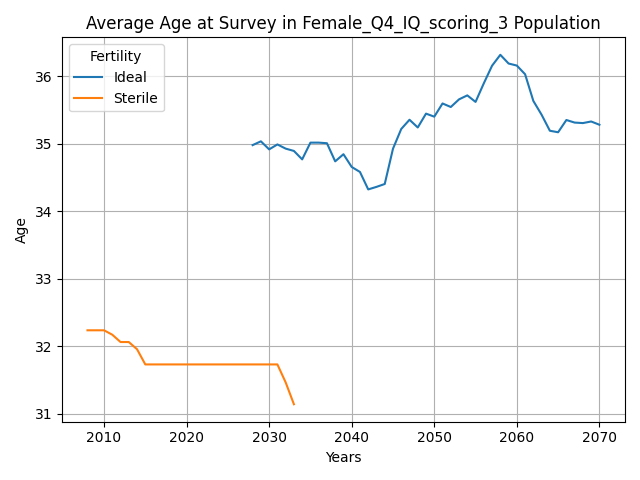 Average Age at Survey in Female_Q4_IQ_scoring_3 Population
Fertility
Ideal
Sterile
36
35
34
33
32
31
Age
2010
2020
2030
2040
2050
2060
2070
Years